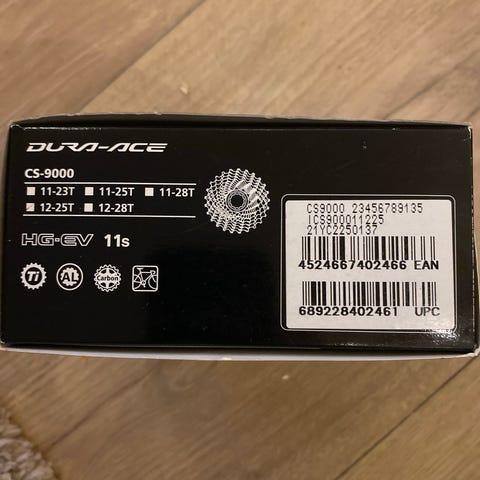 DURA-ACE
CS-9000
11-23T 11-25T 11-28T
12-25T 12-28T
HG-EV 11s
Ti AL Carbon
CS9000 23456789135
ICS900011225
21YC2250137
4524667402466 EAN
689228402461 UPC